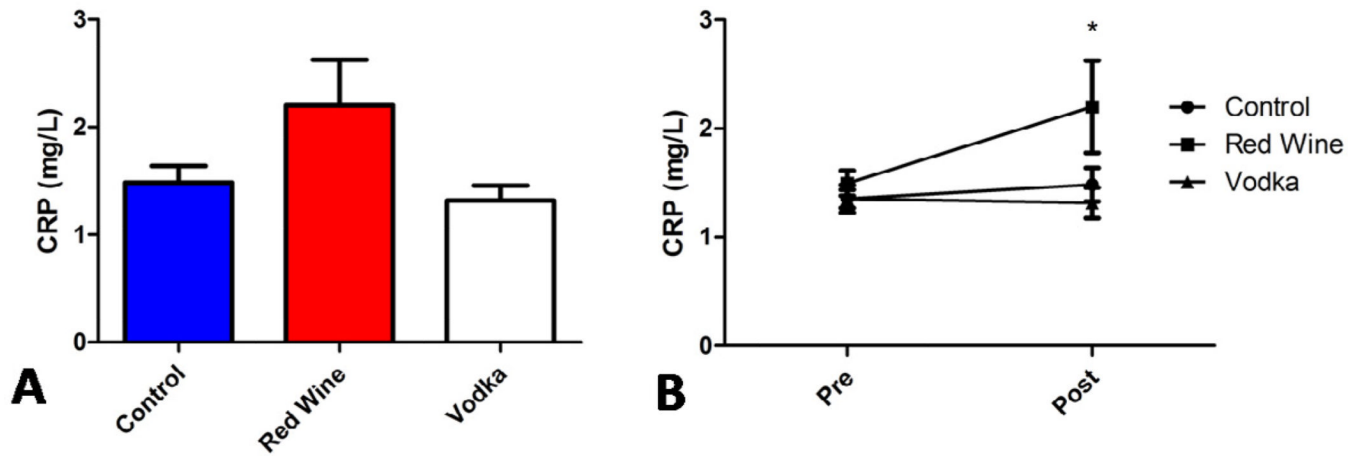 3
2
1
0
CRP (mg/L)
Control
Red Wine
Vodka
A
3
2
1
0
CRP (mg/L)
*
Pre
Post
Control
Red Wine
Vodka
B